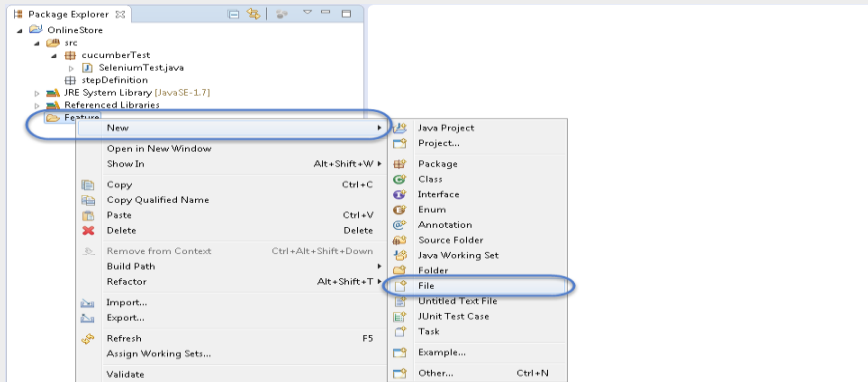 Package Explorer
OnlineStore
src
cucumberTest
SeleniumTest.java
stepDefinition
JRE System Library [JavaSE-1.7]
Referenced Libraries
Feature
New
Open in New Window
Show In Alt+Shift+W
Copy Ctrl+C
Copy Qualified Name
Paste Ctrl+V
Delete Delete
Remove from Context Ctrl+Alt+Shift+Down
Build Path
Refactor Alt+Shift+T
Import...
Export...
Refresh F5
Assign Working Sets...
Validate
Java Project
Project...
Package
Class
Interface
Enum
Annotation
Source Folder
Java Working Set
Folder
File
Untitled Text File
JUnit Test Case
Task
Example...
Other... Ctrl+N